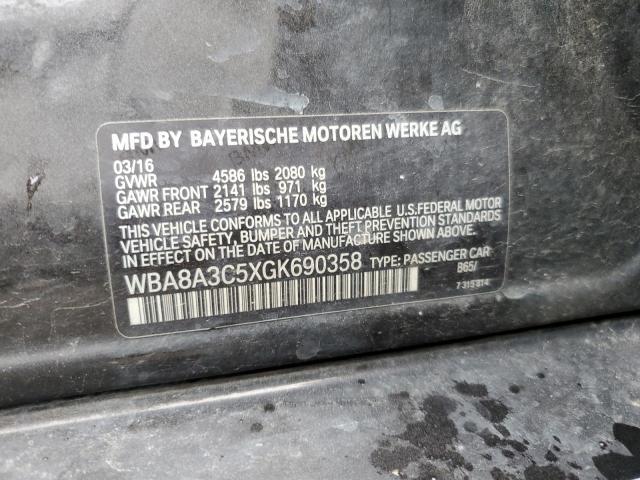 MFD BY BAYERISCHE MOTOREN WERKE AG
03/16
GVWR 4586 lbs 2080 kg
GAWR FRONT 2141 lbs 971 kg
GAWR REAR 2579 lbs 1170 kg
THIS VEHICLE CONFORMS TO ALL APPLICABLE U.S.FEDERAL MOTOR
VEHICLE SAFETY, BUMPER AND THEFT PREVENTION STANDARDS
IN EFFECT ON THE DATE OF MANUFACTURE SHOWN ABOVE.
WBA8A3C5XGK690358 TYPE: PASSENGER CAR
B65/
7 315 814